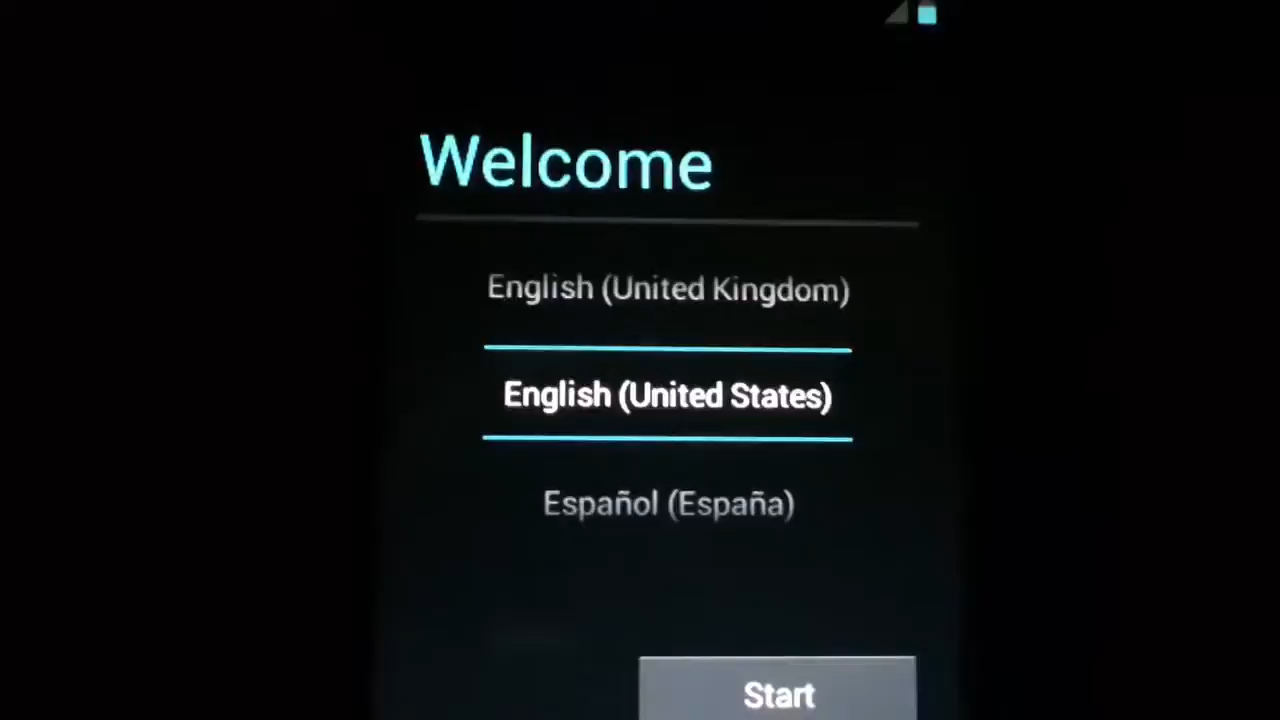 Welcome
English (United Kingdom)
English (United States)
Español (España)
Start